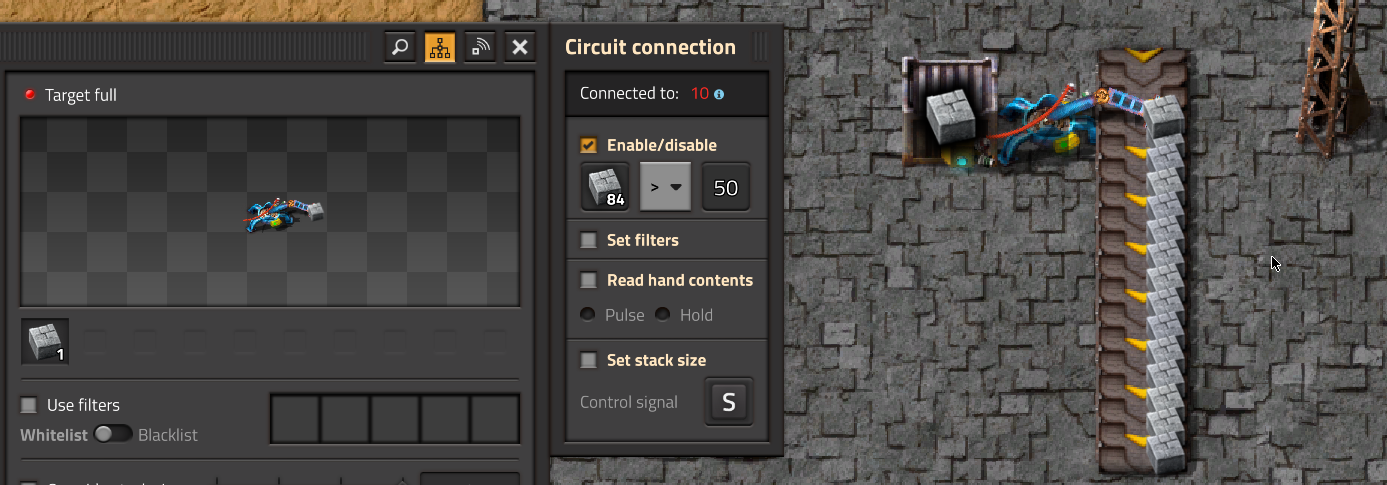 Target full
1
Use filters
Whitelist Blacklist
Circuit connection
Connected to: 10
Enable/disable
84 > 50
Set filters
Read hand contents
Pulse Hold
Set stack size
Control signal S